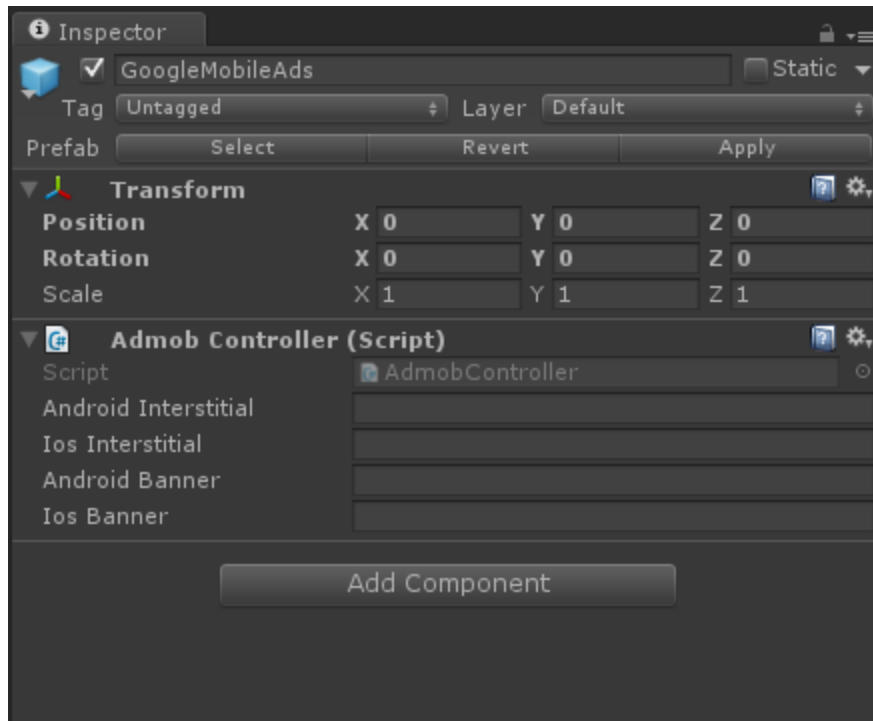 Inspector
GoogleMobileAds Static
Tag Untagged Layer Default
Prefab Select Revert Apply
Transform
Position X 0 Y 0 Z 0
Rotation X 0 Y 0 Z 0
Scale X 1 Y 1 Z 1
Admob Controller (Script)
Script AdmobController
Android Interstitial
Ios Interstitial
Android Banner
Ios Banner
Add Component